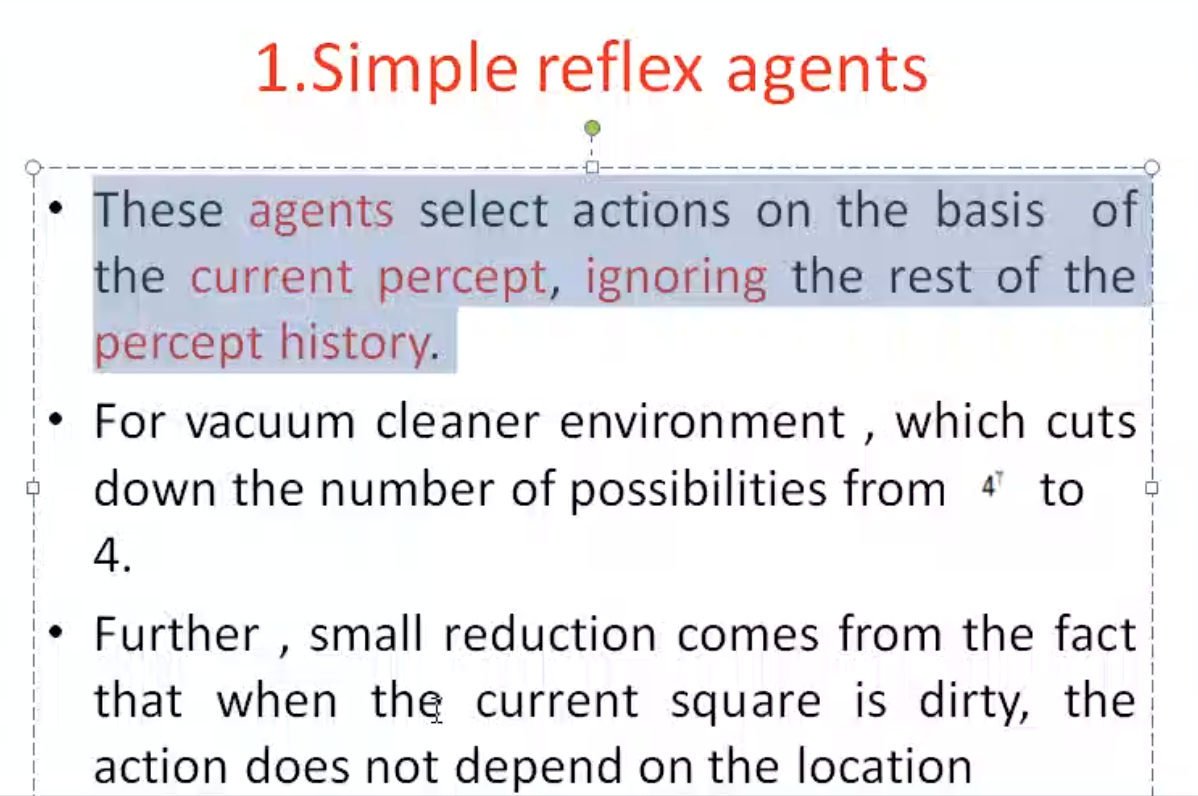 1.Simple reflex agents
• These agents select actions on the basis of
the current percept, ignoring the rest of the
percept history.
• For vacuum cleaner environment , which cuts
down the number of possibilities from 4ᵀ to
4.
• Further , small reduction comes from the fact
that when the current square is dirty, the
action does not depend on the location